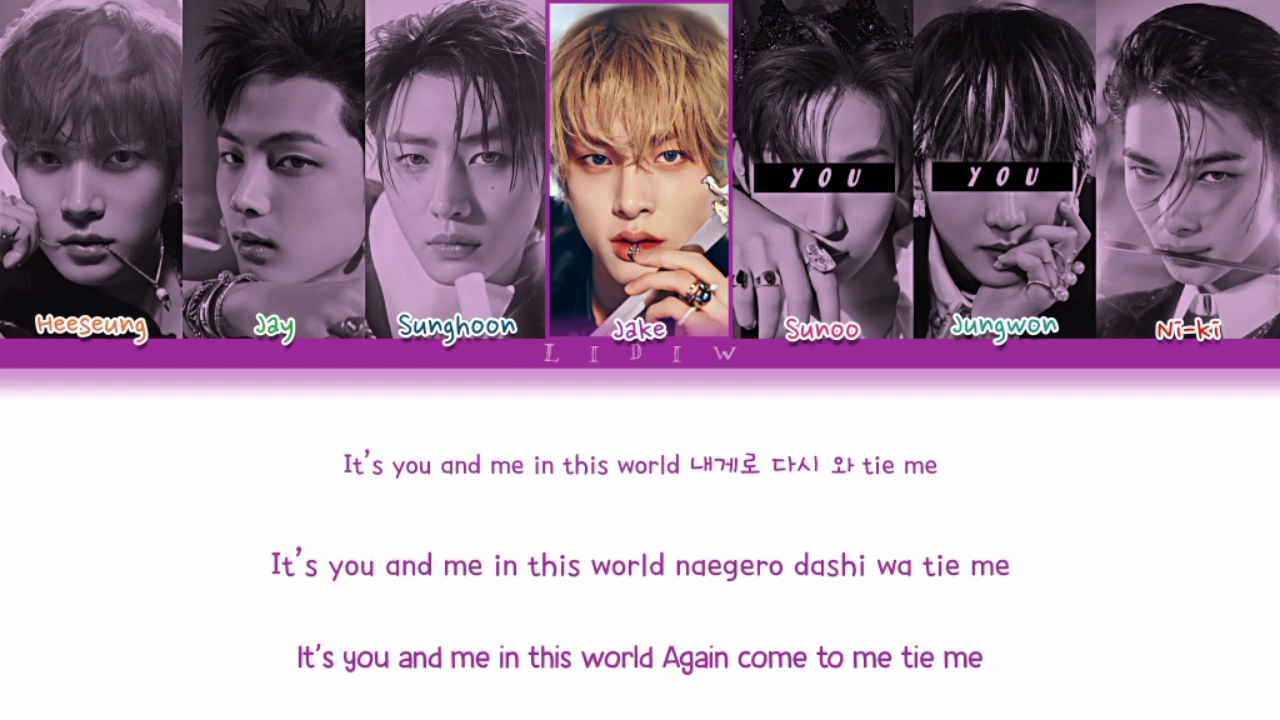 YOU YOU
Heeseung Jay Sunghoon Jake Sunoo Jungwon Ni-ki
LIDIW
It's you and me in this world 내게로 다시 와 tie me
It's you and me in this world naegero dashi wa tie me
It's you and me in this world Again come to me tie me